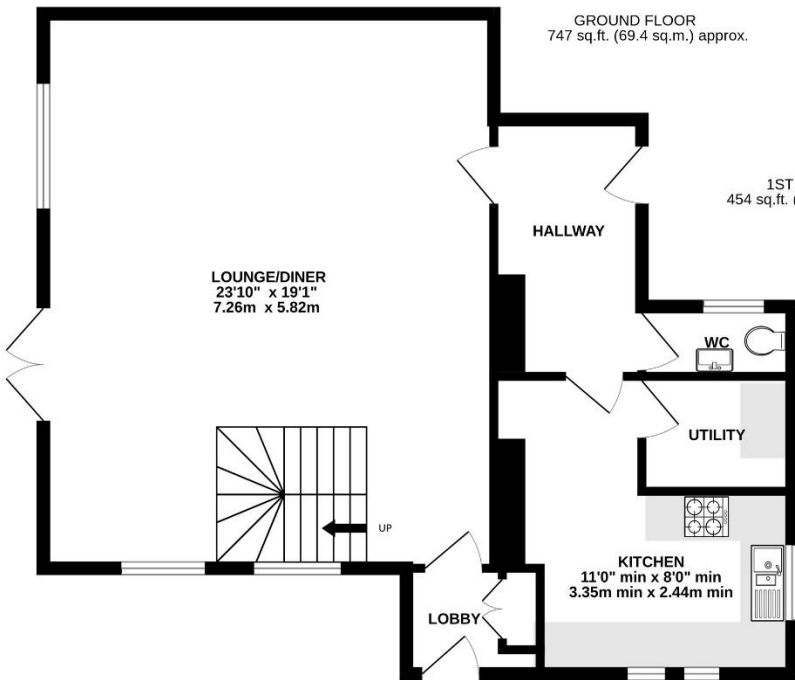 GROUND FLOOR
747 sq.ft. (69.4 sq.m.) approx.
1ST
454 sq.ft. (
HALLWAY
LOUNGE/DINER
23'10" x 19'1"
7.26m x 5.82m
WC
UTILITY
UP
KITCHEN
11'0" min x 8'0" min
3.35m min x 2.44m min
LOBBY